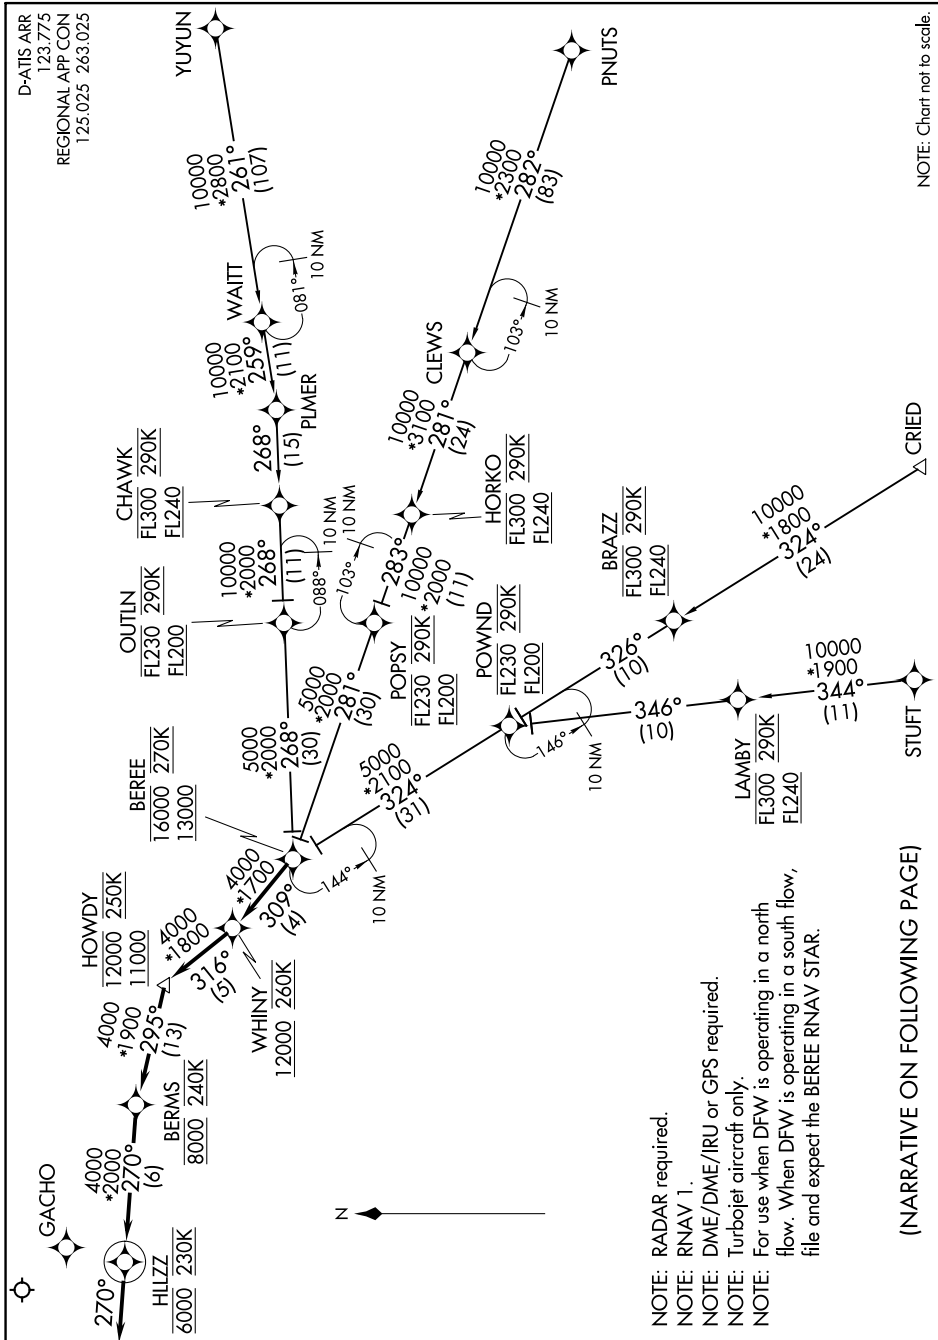 D-ATIS ARR
123.775
REGIONAL APP CON
125.025 263.025
YUYUN
10000
*2800
261°
(107)
10 NM
081°
WAITT
10000
*2100
259°
(11)
PLMER
268°
(15)
CHAWK
FL300 290K
FL240
10 NM
088°
10000
*2000
268°
(11)
OUTLN
FL230 290K
FL200
5000
*2000
268°
(30)
PNUTS
10000
*2300
282°
(83)
10 NM
103°
CLEWS
10000
*3100
281°
(24)
HORKO
FL300 290K
FL240
10 NM
103°
283°
10000
*2000
(11)
POPSY
FL230 290K
FL200
5000
*2000
281°
(30)
CRIED
10000
*1800
324°
(24)
BRAZZ
FL300 290K
FL240
326°
(10)
STUFT
10000
*1900
344°
(11)
LAMBY
FL300 290K
FL240
346°
(10)
POWND
FL230 290K
FL200
146°
10 NM
5000
*2100
324°
(31)
BEREE
16000 270K
13000
144°
10 NM
4000
*1700
309°
(4)
WHINY
12000 260K
4000
*1800
316°
(5)
HOWDY
12000 250K
11000
4000
*1900
295°
(13)
BERMS
8000 240K
4000
*2000
270°
(6)
GACHO
HLLZZ
6000 230K
270°
N
NOTE: RADAR required.
NOTE: RNAV 1.
NOTE: DME/DME/IRU or GPS required.
NOTE: Turbojet aircraft only.
NOTE: For use when DFW is operating in a north
flow. When DFW is operating in a south flow,
file and expect the BEREE RNAV STAR.
(NARRATIVE ON FOLLOWING PAGE)
NOTE: Chart not to scale.